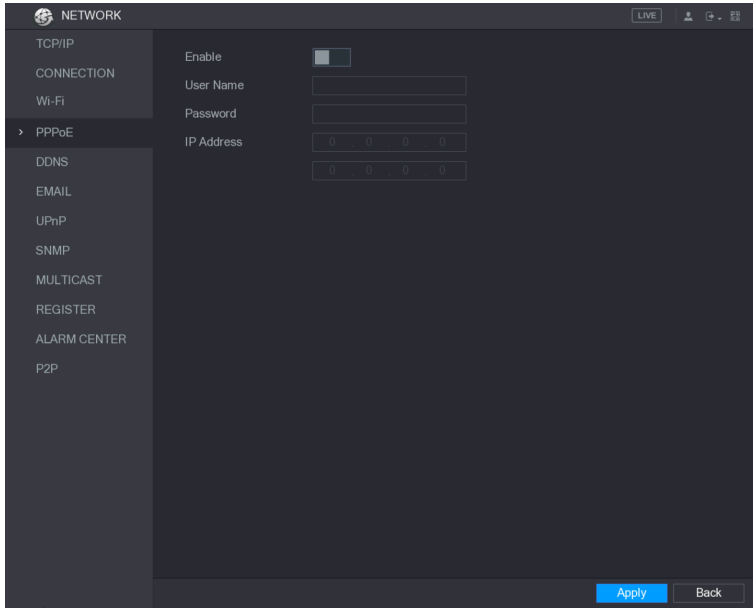 NETWORK
LIVE
TCP/IP
CONNECTION
Wi-Fi
PPPoE
DDNS
EMAIL
UPnP
SNMP
MULTICAST
REGISTER
ALARM CENTER
P2P
Enable
User Name
Password
IP Address
0 . 0 . 0 . 0
0 . 0 . 0 . 0
Apply
Back